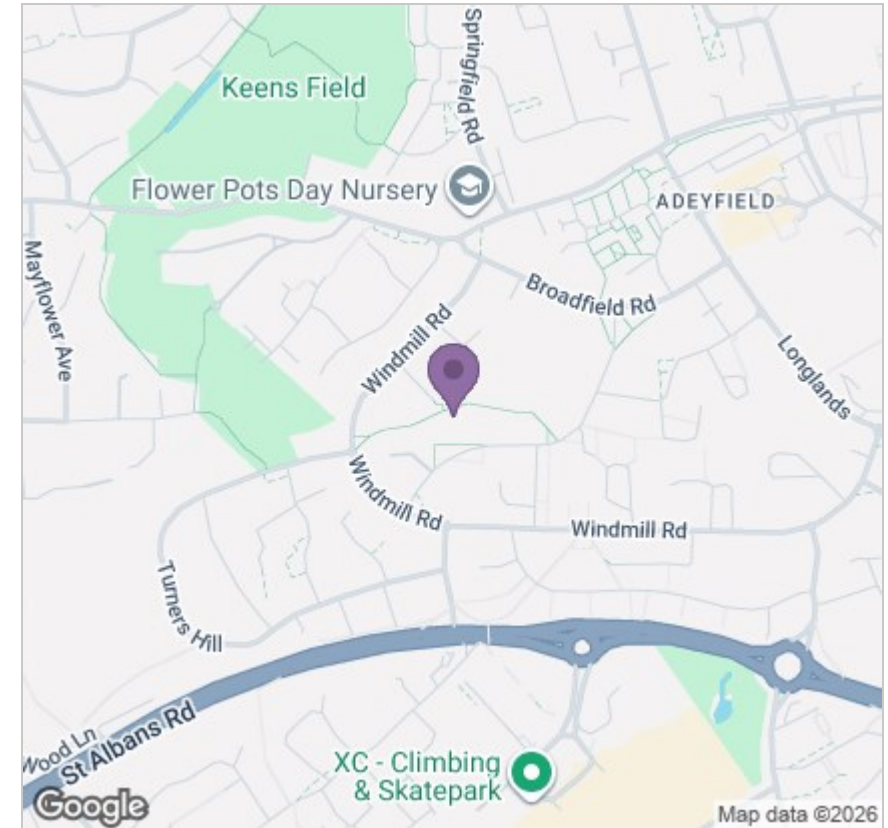 Springfield Rd
Keens Field
Flower Pots Day Nursery
ADEYFIELD
Mayflower Ave
Broadfield Rd
Windmill Rd
Longlands
Windmill Rd
Windmill Rd
Turners Hill
Wood Ln
St Albans Rd
XC - Climbing
& Skatepark
Google
Map data ©2026